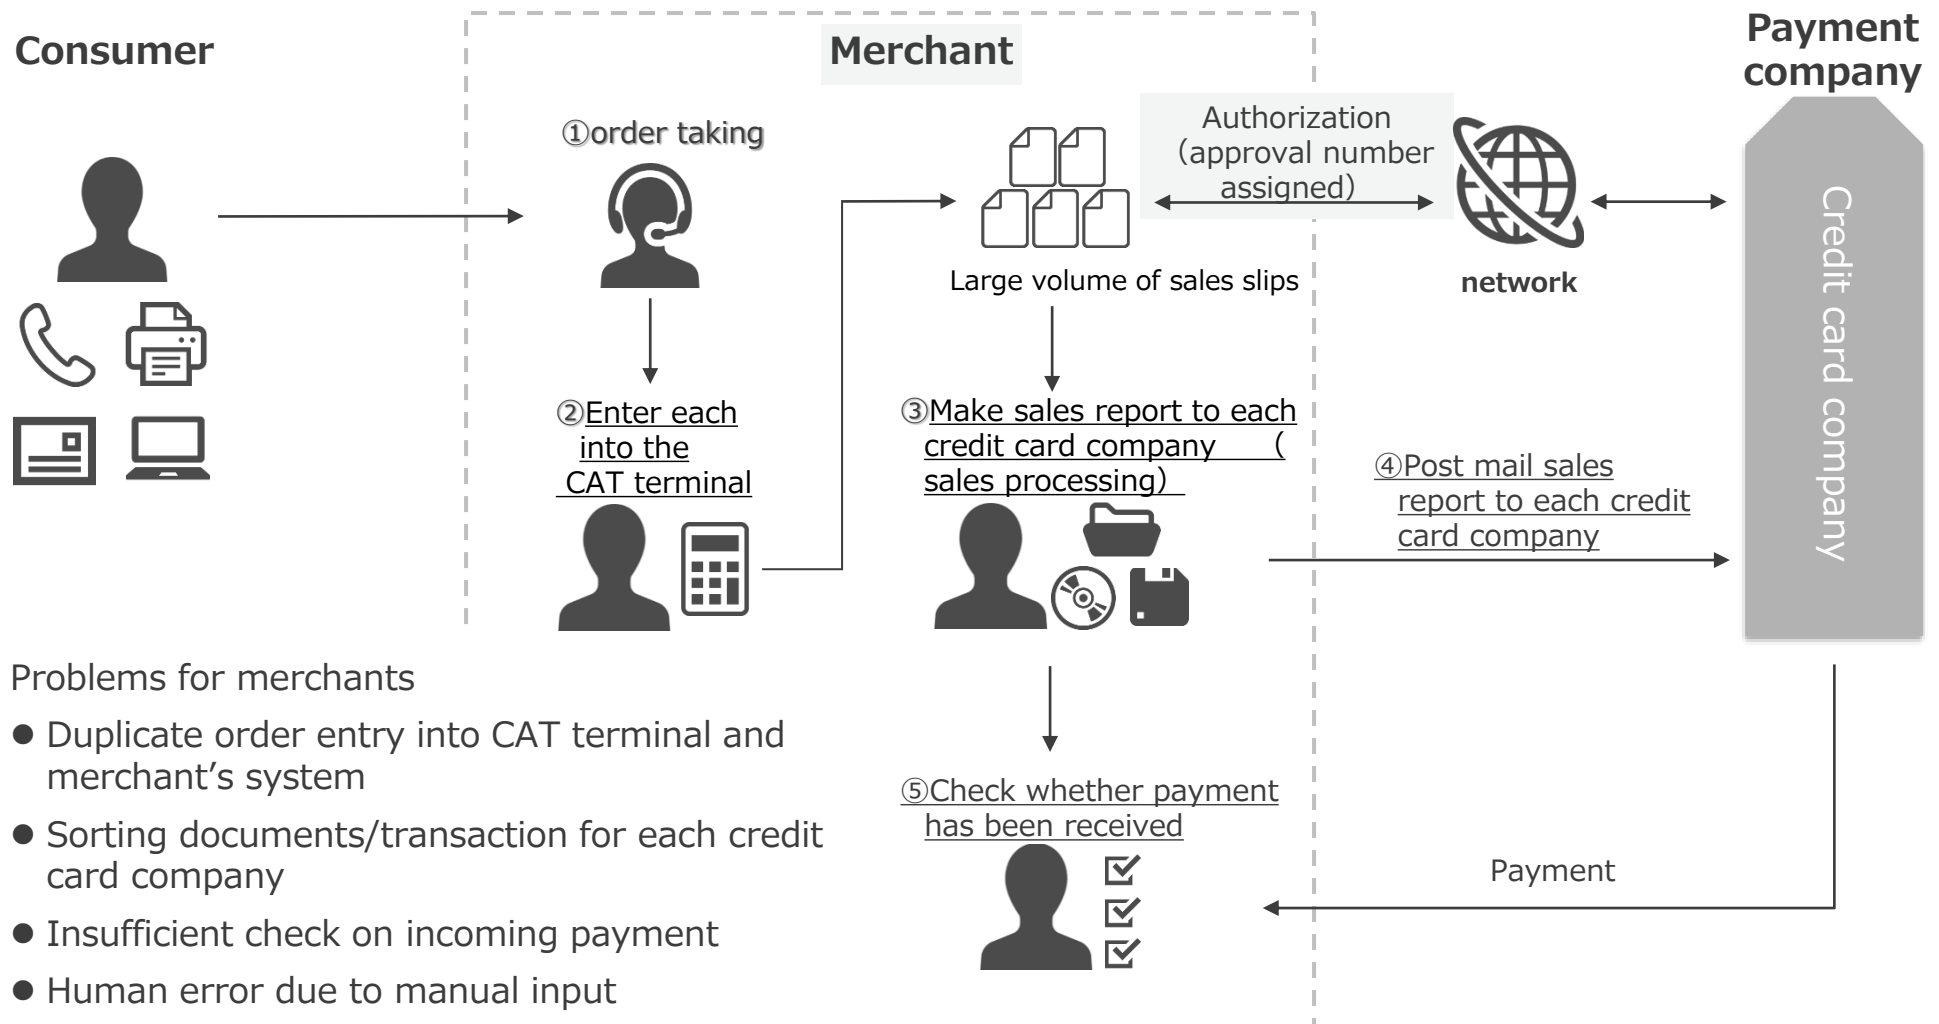 Consumer
Merchant
Payment
company
①order taking
Authorization
（approval number
assigned）
Large volume of sales slips
network
Credit card company
②Enter each
into the
CAT terminal
③Make sales report to each
credit card company （
sales processing）
④Post mail sales
report to each credit
card company
Problems for merchants
● Duplicate order entry into CAT terminal and
merchant’s system
● Sorting documents/transaction for each credit
card company
● Insufficient check on incoming payment
● Human error due to manual input
⑤Check whether payment
has been received
Payment